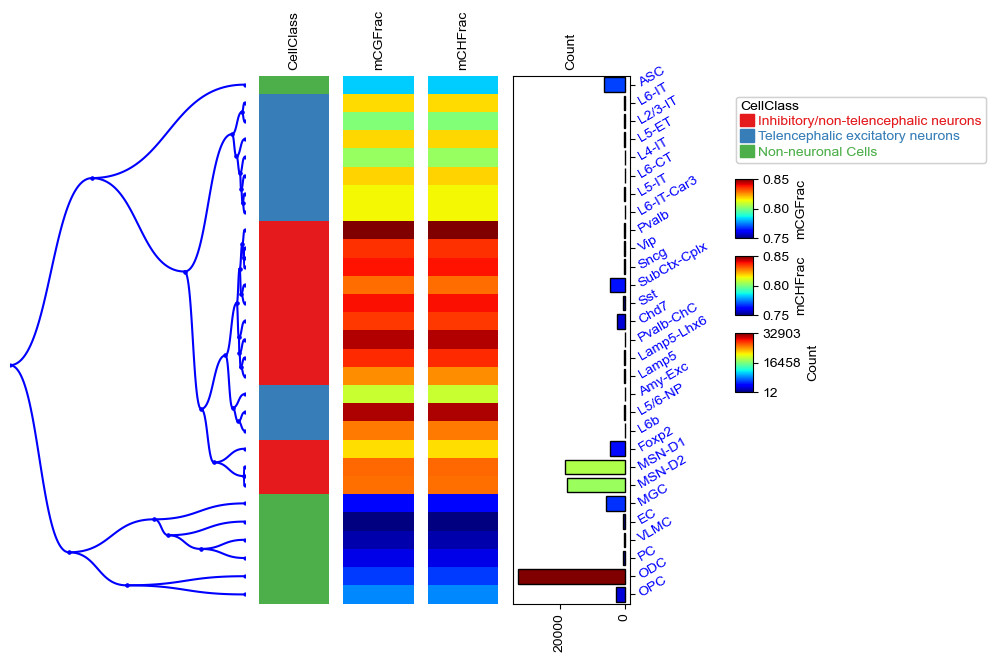 CellClass
mCGFrac
mCHFrac
Count
ASC
L6-IT
L2/3-IT
L5-ET
L4-IT
L6-CT
L5-IT
L6-IT-Car3
Pvalb
Vip
Sncg
SubCtx-Cplx
Sst
Chd7
Pvalb-ChC
Lamp5-Lhx6
Lamp5
Amy-Exc
L5/6-NP
L6b
Foxp2
MSN-D1
MSN-D2
MGC
EC
VLMC
PC
ODC
OPC
20000
0
CellClass
Inhibitory/non-telencephalic neurons
Telencephalic excitatory neurons
Non-neuronal Cells
0.85
0.80
0.75
mCGFrac
0.85
0.80
0.75
mCHFrac
32903
16458
12
Count